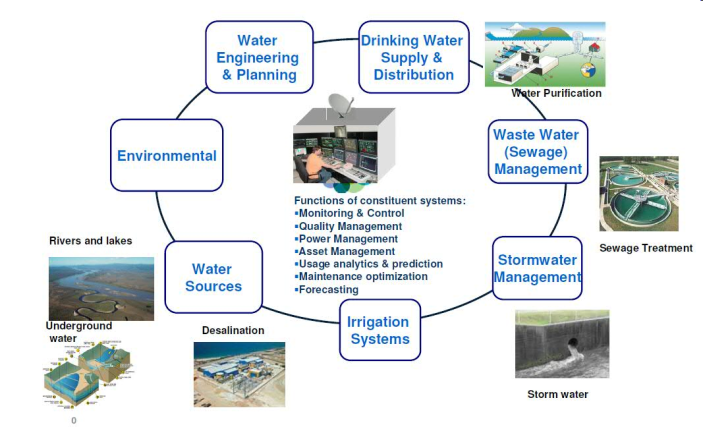 Water
Engineering
& Planning
Drinking Water
Supply &
Distribution
Water Purification
Environmental
Waste Water
(Sewage)
Management
Functions of constituent systems:
▪Monitoring & Control
▪Quality Management
▪Power Management
▪Asset Management
▪Usage analytics & prediction
▪Maintenance optimization
▪Forecasting
Sewage Treatment
Rivers and lakes
Water
Sources
Stormwater
Management
Underground
water
Desalination
Irrigation
Systems
Storm water
0